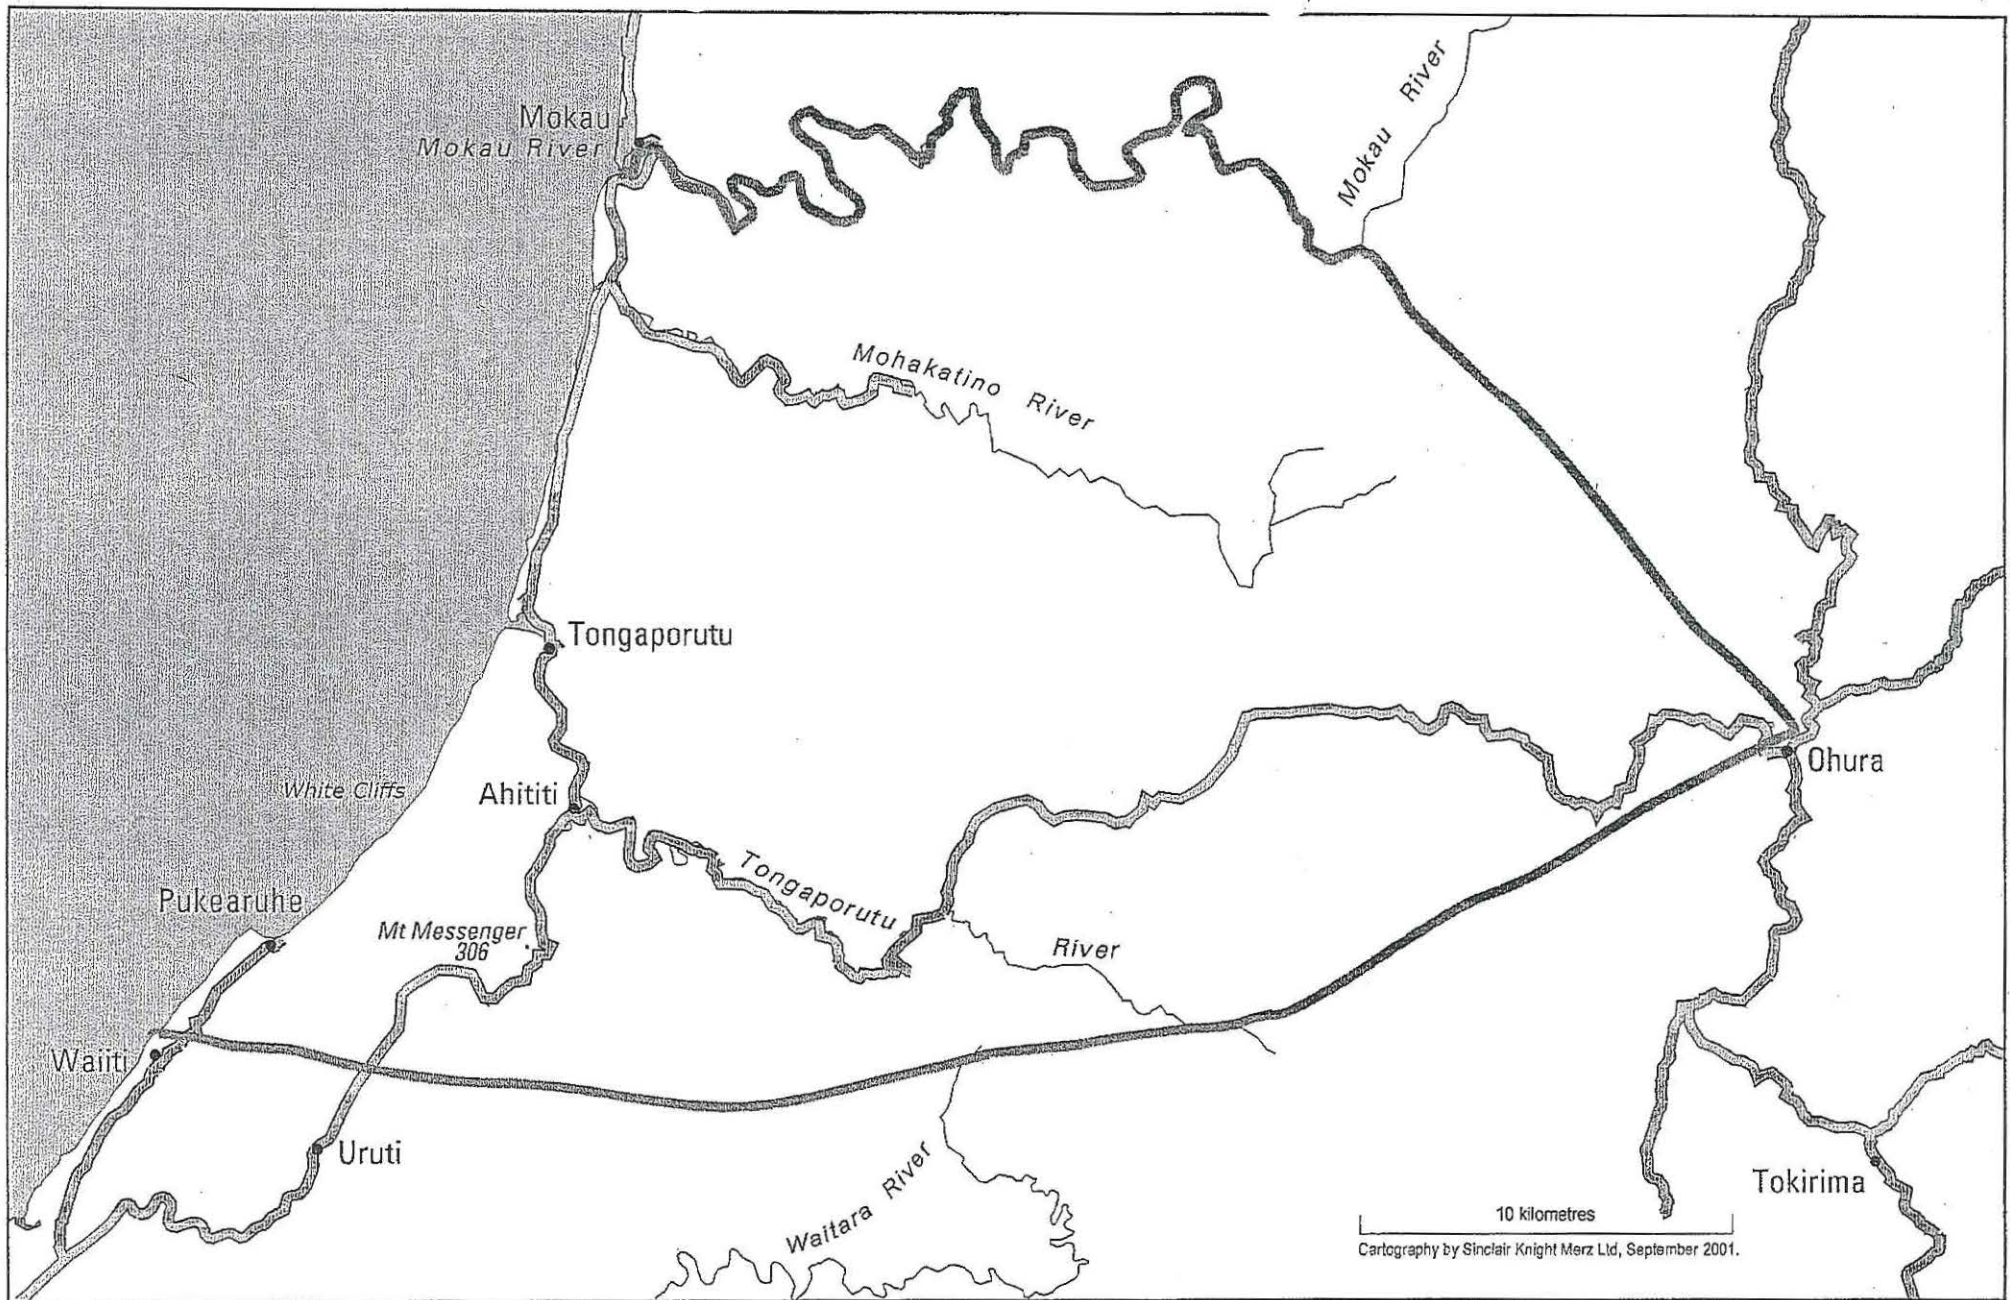 Mokau
Mokau River
Mokau River
Mohakatino River
Tongaporutu
Ohura
White Cliffs
Ahititi
Tongaporutu River
Pukearuhe
Mt Messenger
306
Waiiti
Uruti
Waitara River
Tokirima
10 kilometres
Cartography by Sinclair Knight Merz Ltd, September 2001.